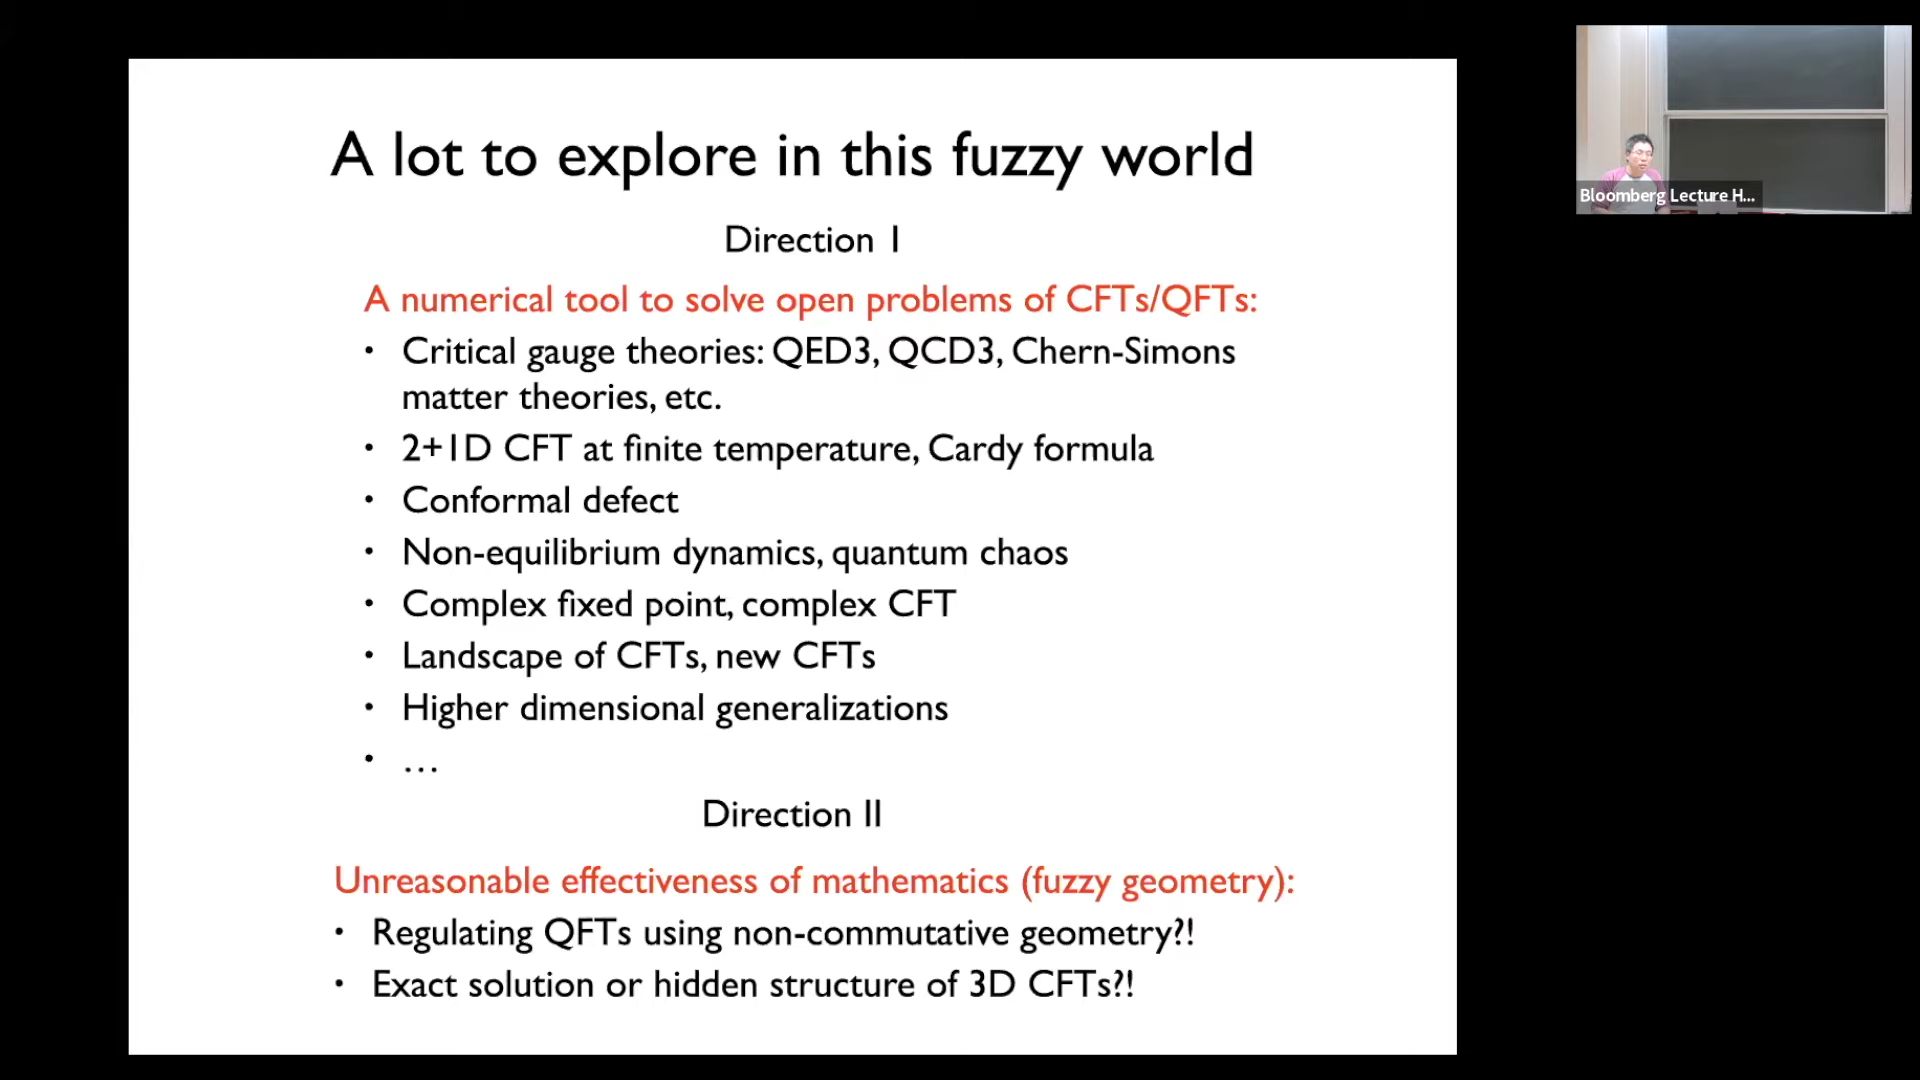 A lot to explore in this fuzzy world
Direction I
A numerical tool to solve open problems of CFTs/QFTs:
• Critical gauge theories: QED3, QCD3, Chern-Simons
matter theories, etc.
• 2+1D CFT at finite temperature, Cardy formula
• Conformal defect
• Non-equilibrium dynamics, quantum chaos
• Complex fixed point, complex CFT
• Landscape of CFTs, new CFTs
• Higher dimensional generalizations
• …
Direction II
Unreasonable effectiveness of mathematics (fuzzy geometry):
• Regulating QFTs using non-commutative geometry?!
• Exact solution or hidden structure of 3D CFTs?!
Bloomberg Lecture H...